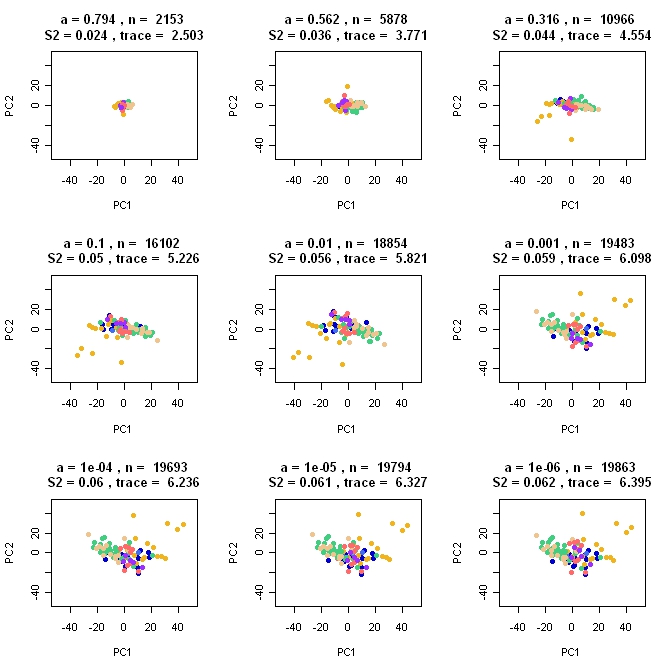 a = 0.794 , n = 2153
S2 = 0.024 , trace = 2.503
a = 0.562 , n = 5878
S2 = 0.036 , trace = 3.771
a = 0.316 , n = 10966
S2 = 0.044 , trace = 4.554
PC2
20
0
-40
-40 -20 0 20 40
PC1
PC2
20
0
-40
-40 -20 0 20 40
PC1
PC2
20
0
-40
-40 -20 0 20 40
PC1
a = 0.1 , n = 16102
S2 = 0.05 , trace = 5.226
a = 0.01 , n = 18854
S2 = 0.056 , trace = 5.821
a = 0.001 , n = 19483
S2 = 0.059 , trace = 6.098
PC2
20
0
-40
-40 -20 0 20 40
PC1
PC2
20
0
-40
-40 -20 0 20 40
PC1
PC2
20
0
-40
-40 -20 0 20 40
PC1
a = 1e-04 , n = 19693
S2 = 0.06 , trace = 6.236
a = 1e-05 , n = 19794
S2 = 0.061 , trace = 6.327
a = 1e-06 , n = 19863
S2 = 0.062 , trace = 6.395
PC2
20
0
-40
-40 -20 0 20 40
PC1
PC2
20
0
-40
-40 -20 0 20 40
PC1
PC2
20
0
-40
-40 -20 0 20 40
PC1